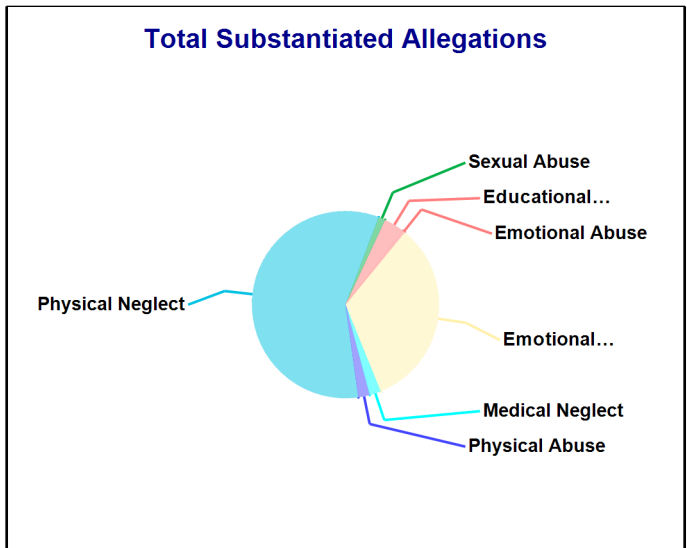 Total Substantiated Allegations
Sexual Abuse
Educational…
Emotional Abuse
Physical Neglect
Emotional…
Medical Neglect
Physical Abuse